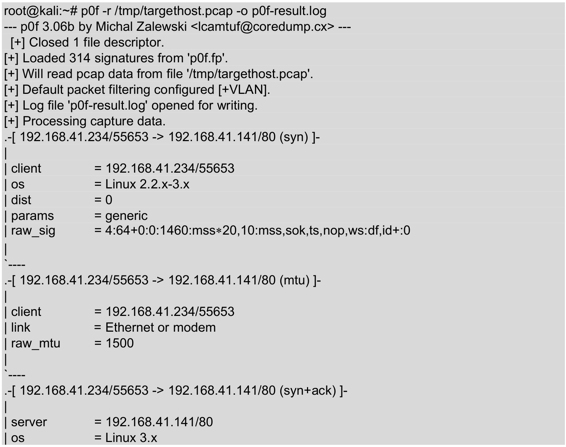 root@kali:~# p0f -r /tmp/targethost.pcap -o p0f-result.log
--- p0f 3.06b by Michal Zalewski <lcamtuf@coredump.cx> ---
[+] Closed 1 file descriptor.
[+] Loaded 314 signatures from 'p0f.fp'.
[+] Will read pcap data from file '/tmp/targethost.pcap'.
[+] Default packet filtering configured [+VLAN].
[+] Log file 'p0f-result.log' opened for writing.
[+] Processing capture data.
.-[ 192.168.41.234/55653 -> 192.168.41.141/80 (syn) ]-
|
| client = 192.168.41.234/55653
| os = Linux 2.2.x-3.x
| dist = 0
| params = generic
| raw_sig = 4:64+0:0:1460:mss*20,10:mss,sok,ts,nop,ws:df,id+:0
|
`----
.-[ 192.168.41.234/55653 -> 192.168.41.141/80 (mtu) ]-
|
| client = 192.168.41.234/55653
| link = Ethernet or modem
| raw_mtu = 1500
|
`----
.-[ 192.168.41.234/55653 -> 192.168.41.141/80 (syn+ack) ]-
|
| server = 192.168.41.141/80
| os = Linux 3.x